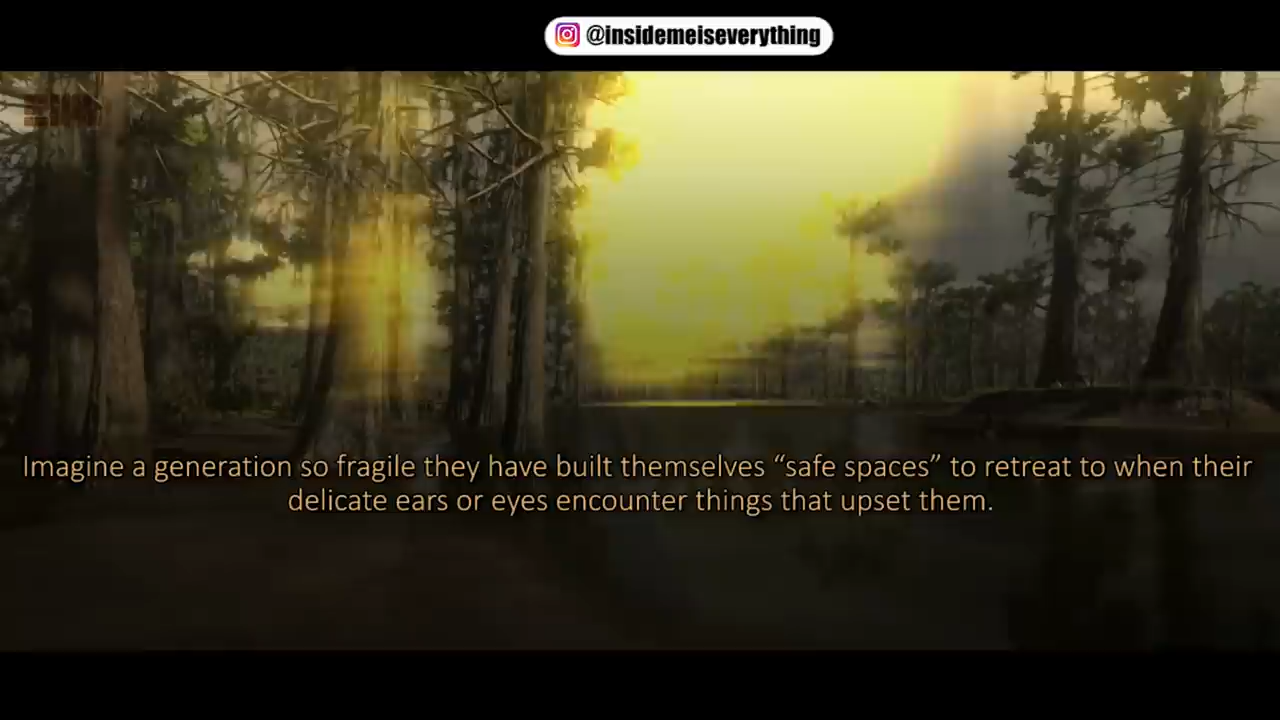 @insidemeiseverything
Imagine a generation so fragile they have built themselves “safe spaces” to retreat to when their
delicate ears or eyes encounter things that upset them.